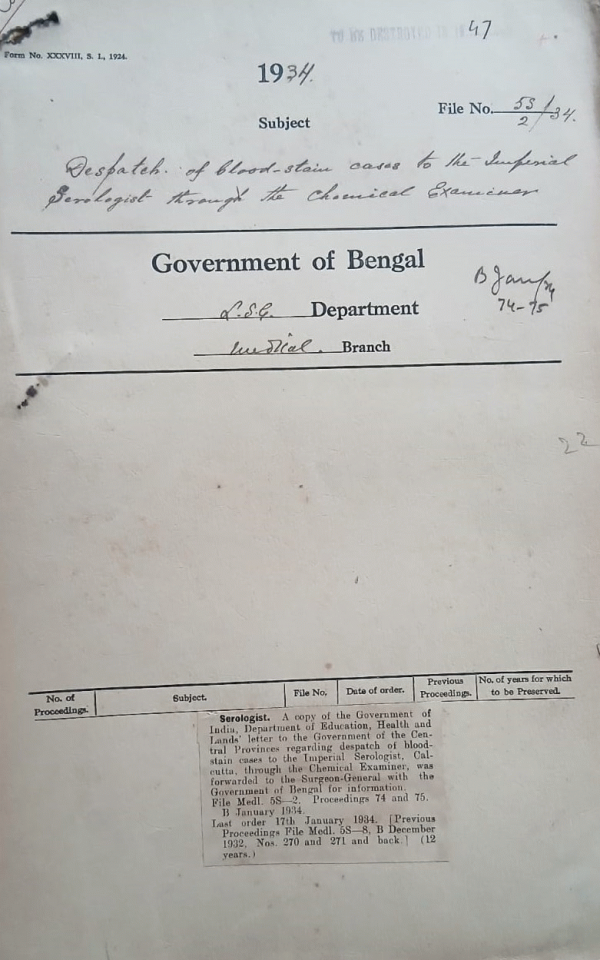 TO BE DESTROYED IN 19 47
Form No. XXXVIII, S. I., 1924.
1934.
File No. 5S/2/34.
Subject
Despatch of blood-stain cases to the Imperial
Serologist through the Chemical Examiner
Government of Bengal
B Jany/34
74-75
L.S.G. Department
Medical Branch
22
No. of Proceedings. Subject. File No. Date of order. Previous Proceedings. No. of years for which to be Preserved.
Serologist. A copy of the Government of
India, Department of Education, Health and
Lands' letter to the Government of the Cen-
tral Provinces regarding despatch of blood-
stain cases to the Imperial Serologist, Cal-
cutta, through the Chemical Examiner, was
forwarded to the Surgeon-General with the
Government of Bengal for information.
File Medl. 5S—2. Proceedings 74 and 75.
B January 1934.
Last order 17th January 1934. [Previous
Proceedings File Medl. 5S—8, B December
1932, Nos. 270 and 271 and back.] (12
years.)